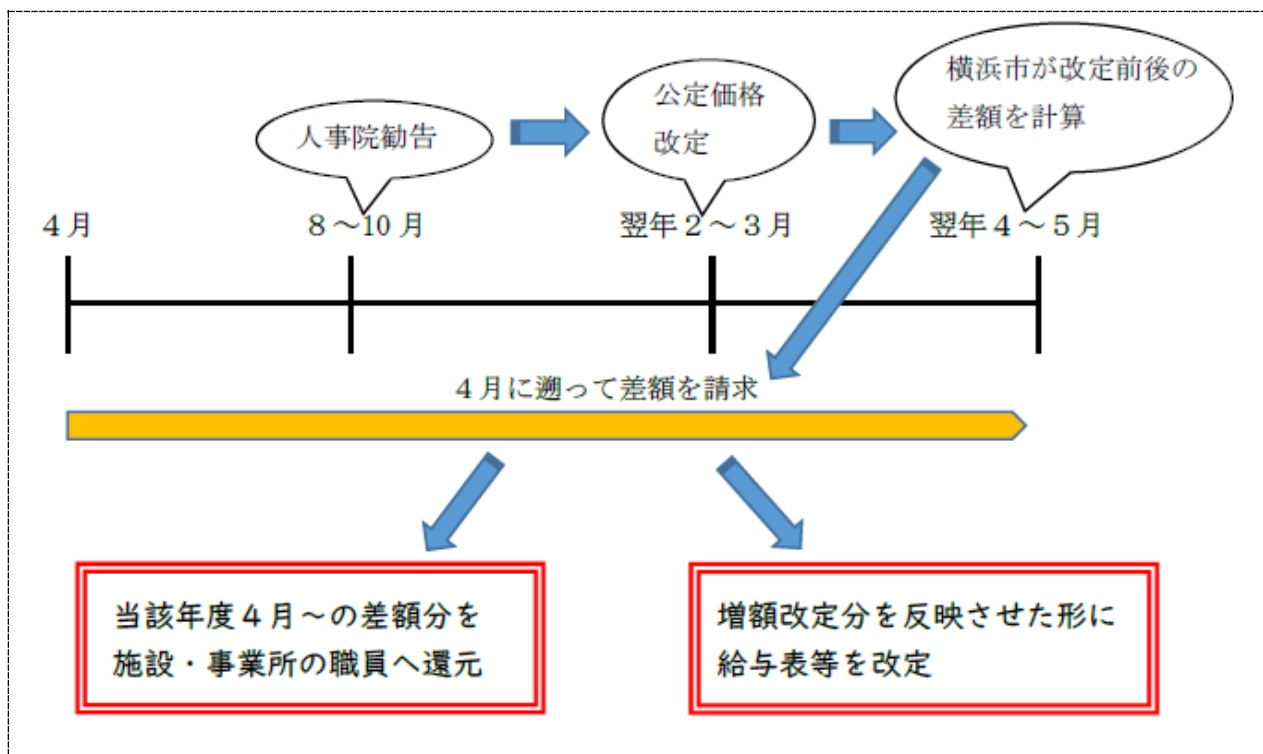 横浜市が改定前後の
差額を計算
公定価格
改定
人事院勧告
4月
8～10月
翌年2～3月
翌年4～5月
4月に遡って差額を請求
当該年度4月～の差額分を
施設・事業所の職員へ還元
増額改定分を反映させた形に
給与表等を改定